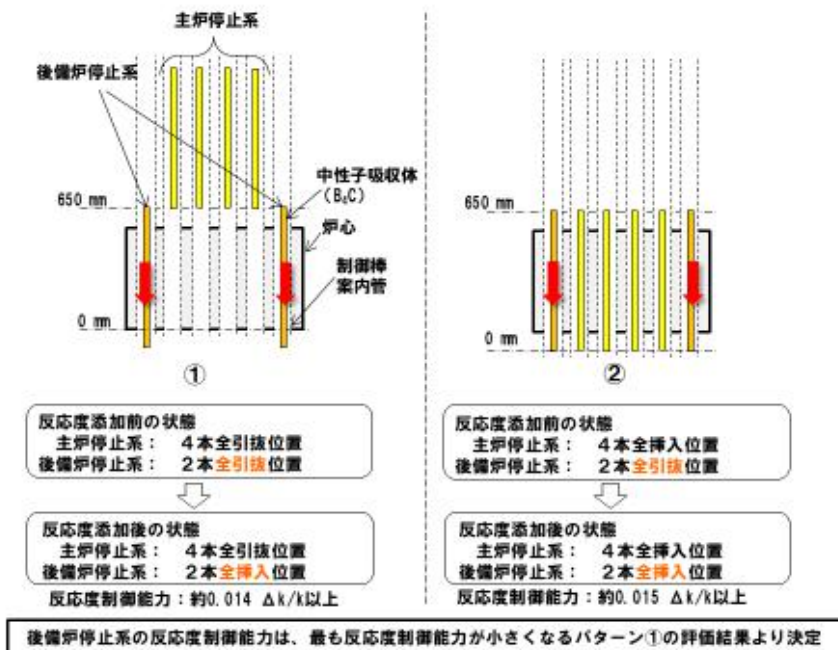 主炉停止系
後備炉停止系
中性子吸収体
(B₄C)
650 mm
炉心
制御棒
案内管
0 mm
①
反応度添加前の状態
主炉停止系： ４本全引抜位置
後備炉停止系： ２本全引抜位置
反応度添加後の状態
主炉停止系： ４本全引抜位置
後備炉停止系： ２本全挿入位置
反応度制御能力：約0.014 Δk/k以上
650 mm
0 mm
②
反応度添加前の状態
主炉停止系： ４本全挿入位置
後備炉停止系： ２本全引抜位置
反応度添加後の状態
主炉停止系： ４本全挿入位置
後備炉停止系： ２本全挿入位置
反応度制御能力：約0.015 Δk/k以上
後備炉停止系の反応度制御能力は、最も反応度制御能力が小さくなるパターン①の評価結果より決定